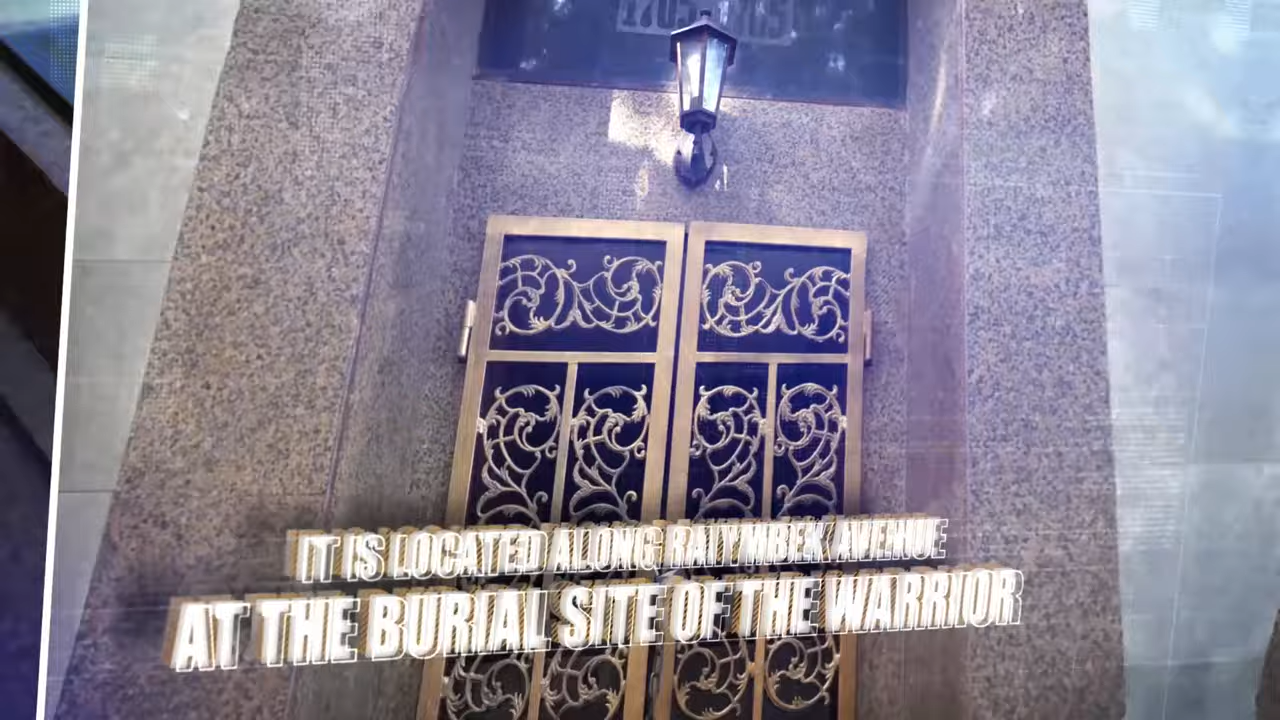 IT IS LOCATED ALONG RAIYMBEK AVENUE
AT THE BURIAL SITE OF THE WARRIOR